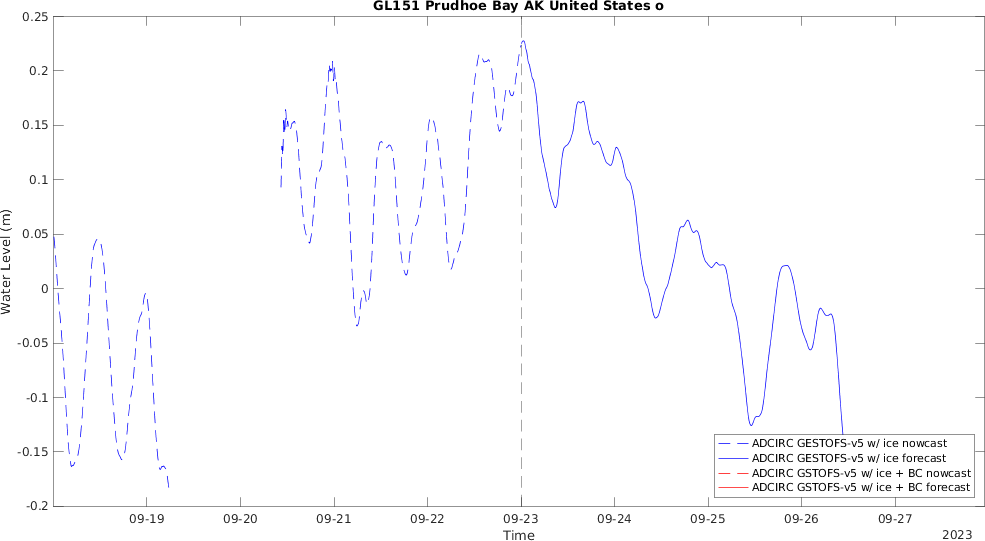 GL151 Prudhoe Bay AK United States o
0.25
0.2
0.15
0.1
0.05
0
-0.05
-0.1
-0.15
-0.2
Water Level (m)
ADCIRC GESTOFS-v5 w/ ice nowcast
ADCIRC GESTOFS-v5 w/ ice forecast
ADCIRC GSTOFS-v5 w/ ice + BC nowcast
ADCIRC GSTOFS-v5 w/ ice + BC forecast
09-19 09-20 09-21 09-22 09-23 09-24 09-25 09-26 09-27
Time
2023